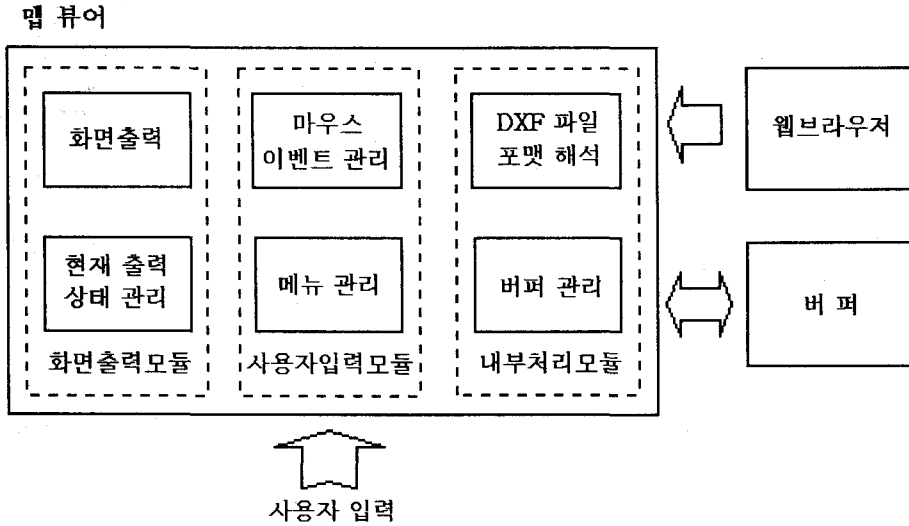 맵 뷰어
화면출력
마우스
이벤트 관리
DXF 파일
포맷 해석
웹브라우저
현재 출력
상태 관리
메뉴 관리
버퍼 관리
버 퍼
화면출력모듈
사용자입력모듈
내부처리모듈
사용자 입력